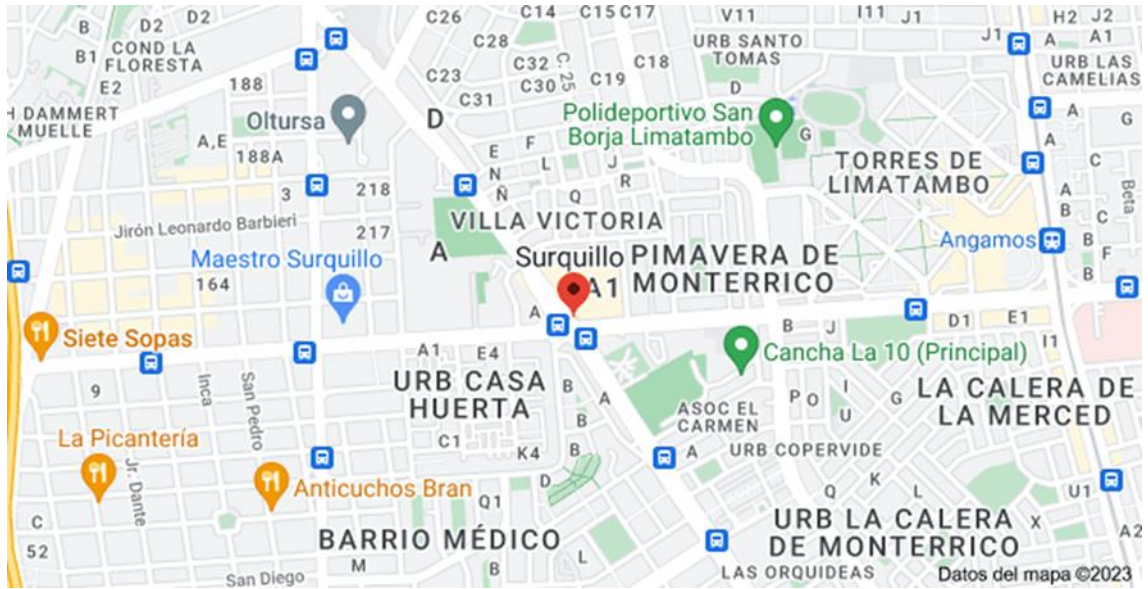 C26
C14
C15
C17
V11
I11
J1
H2
J2
B
D2
D2
B1
COND LA
FLORESTA
C28
URB SANTO
TOMAS
J1
A
A1
E2
188
C23
C32
C30
C 25
C19
C18
URB LAS
CAMELIAS
H DAMMERT
MUELLE
Oltursa
C31
D
D
Polideportivo San
Borja Limatambo
G
A
G
A,E
188A
E
F
N
L
Ñ
J
R
Q
TORRES DE
LIMATAMBO
A
C
Beta
3
218
A
B
C
F
Jirón Leonardo Barbieri
217
VILLA VICTORIA
A
Angamos
B
B
F
Maestro Surquillo
164
Surquillo
A1
PIMAVERA DE
MONTERRICO
A
Siete Sopas
B
J
D1
E1
I1
A1
E4
Cancha La 10 (Principal)
9
Inca
San Pedro
URB CASA
HUERTA
B
A
B
ASOC EL
CARMEN
P
O
I
U
G
LA CALERA DE
LA MERCED
La Picantería
Jr. Dante
C1
K4
B
A
URB COPERVIDE
Anticuchos Bran
D
Q1
Q
K
L
U1
C
52
BARRIO MÉDICO
L
URB LA CALERA
DE MONTERRICO
X
A2
San Diego
M
B
LAS ORQUIDEAS
Datos del mapa ©2023